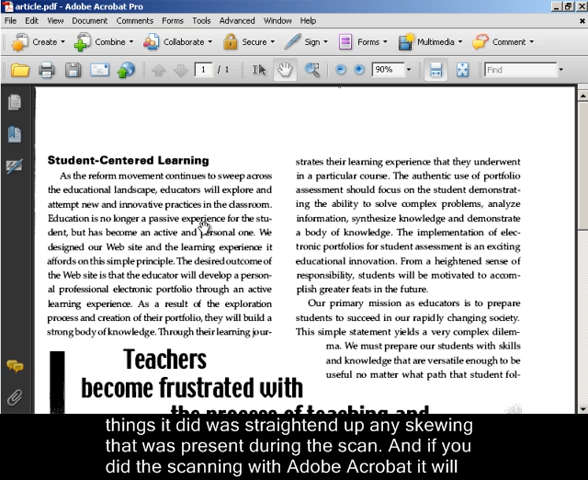 article.pdf - Adobe Acrobat Pro
File Edit View Document Comments Forms Tools Advanced Window Help
Create Combine Collaborate Secure Sign Forms Multimedia Comment
1 / 1 90% Find
Student-Centered Learning
As the reform movement continues to sweep across
the educational landscape, educators will explore and
attempt new and innovative practices in the classroom.
Education is no longer a passive experience for the stu-
dent, but has become an active and personal one. We
designed our Web site and the learning experience it
affords on this simple principle. The desired outcome of
the Web site is that the educator will develop a person-
al professional electronic portfolio through an active
learning experience. As a result of the exploration
process and creation of their portfolio, they will build a
strong body of knowledge. Through their learning jour-
Teachers
become frustrated with
the process of teaching and
strates their learning experience that they underwent
in a particular course. The authentic use of portfolio
assessment should focus on the student demonstrat-
ing the ability to solve complex problems, analyze
information, synthesize knowledge and demonstrate
a body of knowledge. The implementation of elec-
tronic portfolios for student assessment is an exciting
educational innovation. From a heightened sense of
responsibility, students will be motivated to accom-
plish greater feats in the future.
Our primary mission as educators is to prepare
students to succeed in our rapidly changing society.
This simple statement yields a very complex dilem-
ma. We must prepare our students with skills
and knowledge that are versatile enough to be
useful no matter what path that student fol-
things it did was straightend up any skewing
that was present during the scan. And if you
did the scanning with Adobe Acrobat it will